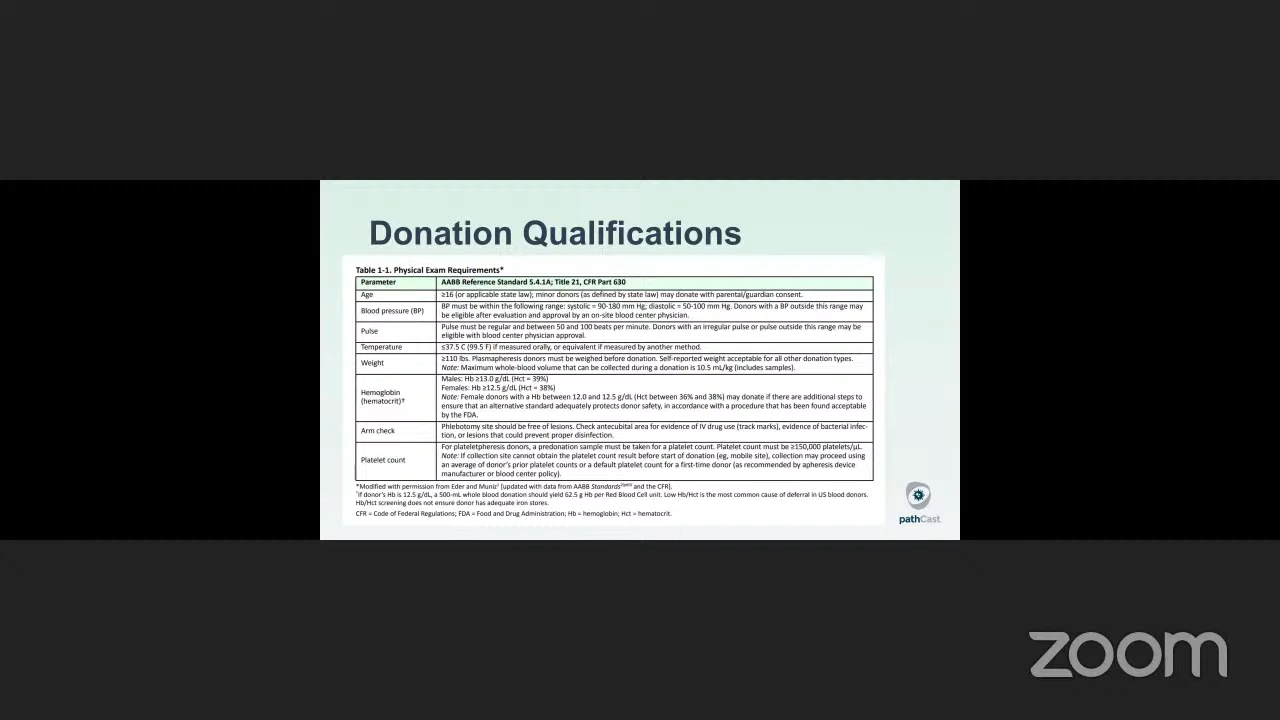 Donation Qualifications
Table 1-1. Physical Exam Requirements*
Parameter AABB Reference Standard 5.4.1A; Title 21, CFR Part 630
Age ≥16 (or applicable state law); minor donors (as defined by state law) may donate with parental/guardian consent.
Blood pressure (BP) BP must be within the following range: systolic = 90-180 mm Hg; diastolic = 50-100 mm Hg. Donors with a BP outside this range may
be eligible after evaluation and approval by an on-site blood center physician.
Pulse Pulse must be regular and between 50 and 100 beats per minute. Donors with an irregular pulse or pulse outside this range may be
eligible with blood center physician approval.
Temperature ≤37.5 C (99.5 F) if measured orally, or equivalent if measured by another method.
Weight ≥110 lbs. Plasmapheresis donors must be weighed before donation. Self-reported weight acceptable for all other donation types.
Note: Maximum whole-blood volume that can be collected during a donation is 10.5 mL/kg (includes samples).
Hemoglobin
(hematocrit)†
Males: Hb ≥13.0 g/dL (Hct = 39%)
Females: Hb ≥12.5 g/dL (Hct = 38%)
Note: Female donors with a Hb between 12.0 and 12.5 g/dL (Hct between 36% and 38%) may donate if there are additional steps to
ensure that an alternative standard adequately protects donor safety, in accordance with a procedure that has been found acceptable
by the FDA.
Arm check Phlebotomy site should be free of lesions. Check antecubital area for evidence of IV drug use (track marks), evidence of bacterial infec-
tion, or lesions that could prevent proper disinfection.
Platelet count For plateletpheresis donors, a predonation sample must be taken for a platelet count. Platelet count must be ≥150,000 platelets/µL.
Note: If collection site cannot obtain the platelet count result before start of donation (eg, mobile site), collection may proceed using
an average of donor's prior platelet counts or a default platelet count for a first-time donor (as recommended by apheresis device
manufacturer or blood center policy).
*Modified with permission from Eder and Muniz [updated with data from AABB Standards and the CFR].
†If donor's Hb is 12.5 g/dL, a 500-mL whole blood donation should yield 62.5 g Hb per Red Blood Cell unit. Low Hb/Hct is the most common cause of deferral in US blood donors.
Hb/Hct screening does not ensure donor has adequate iron stores.
CFR = Code of Federal Regulations; FDA = Food and Drug Administration; Hb = hemoglobin; Hct = hematocrit.
pathCast
zoom